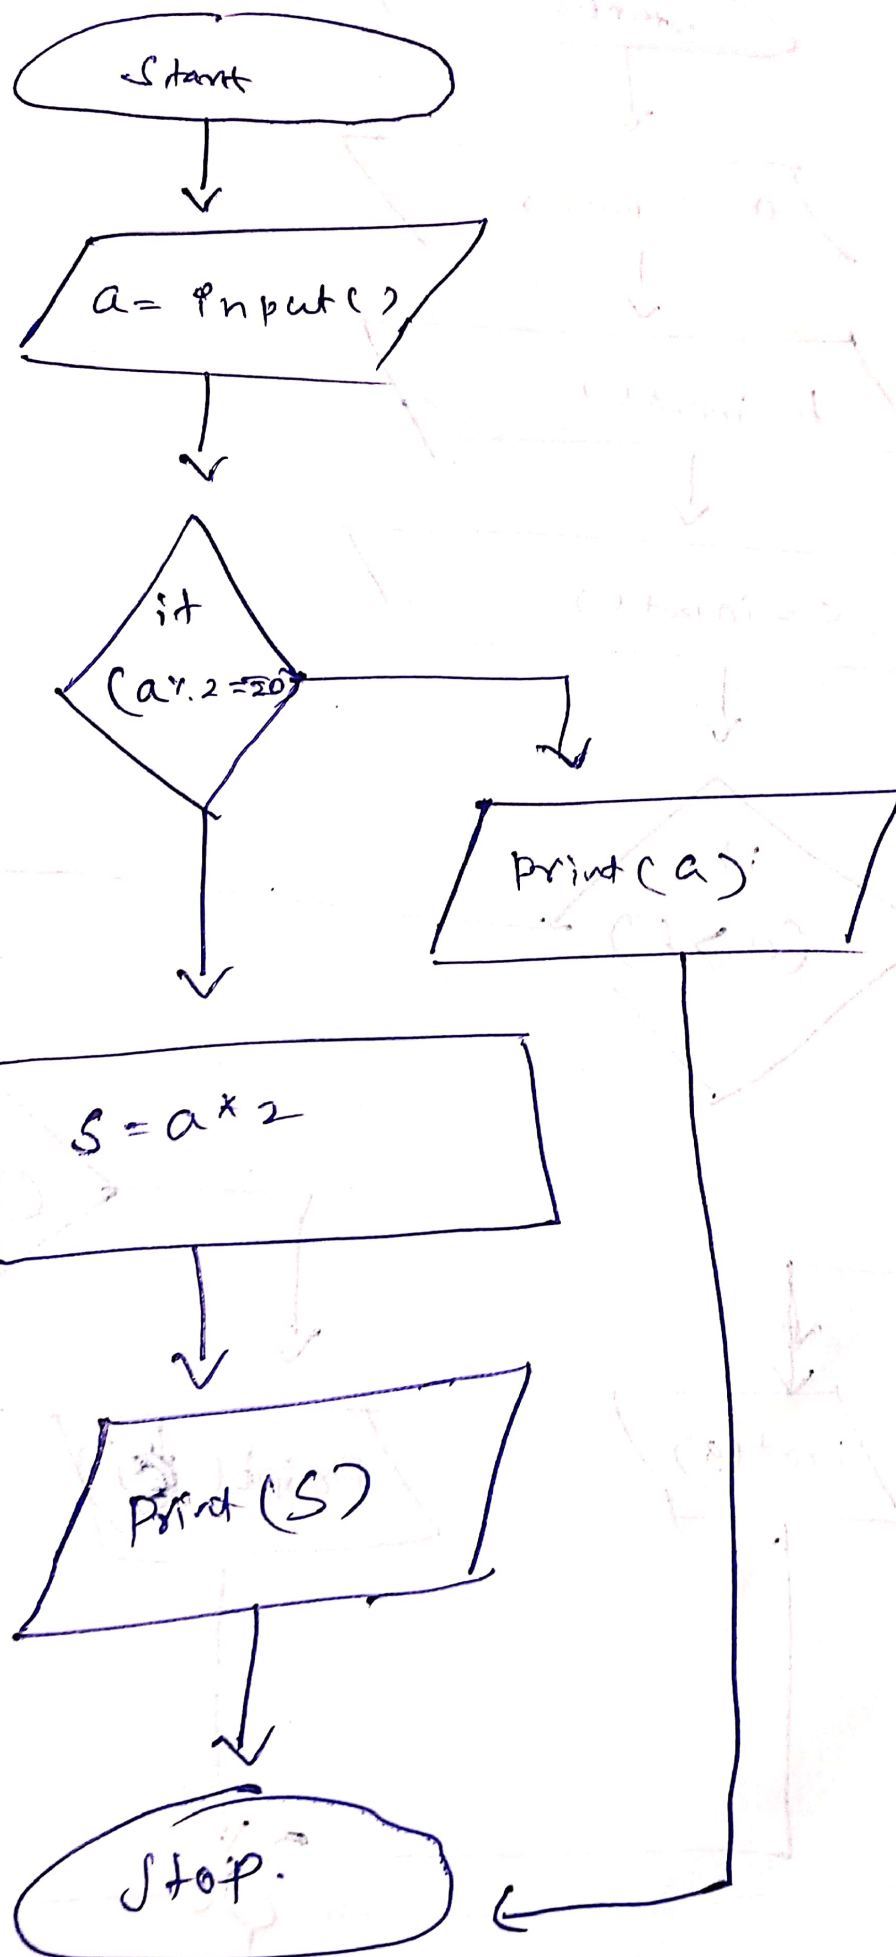 Start
a = input()
if
(a%2==0)
print(a)
S = a * 2
print(S)
Stop.